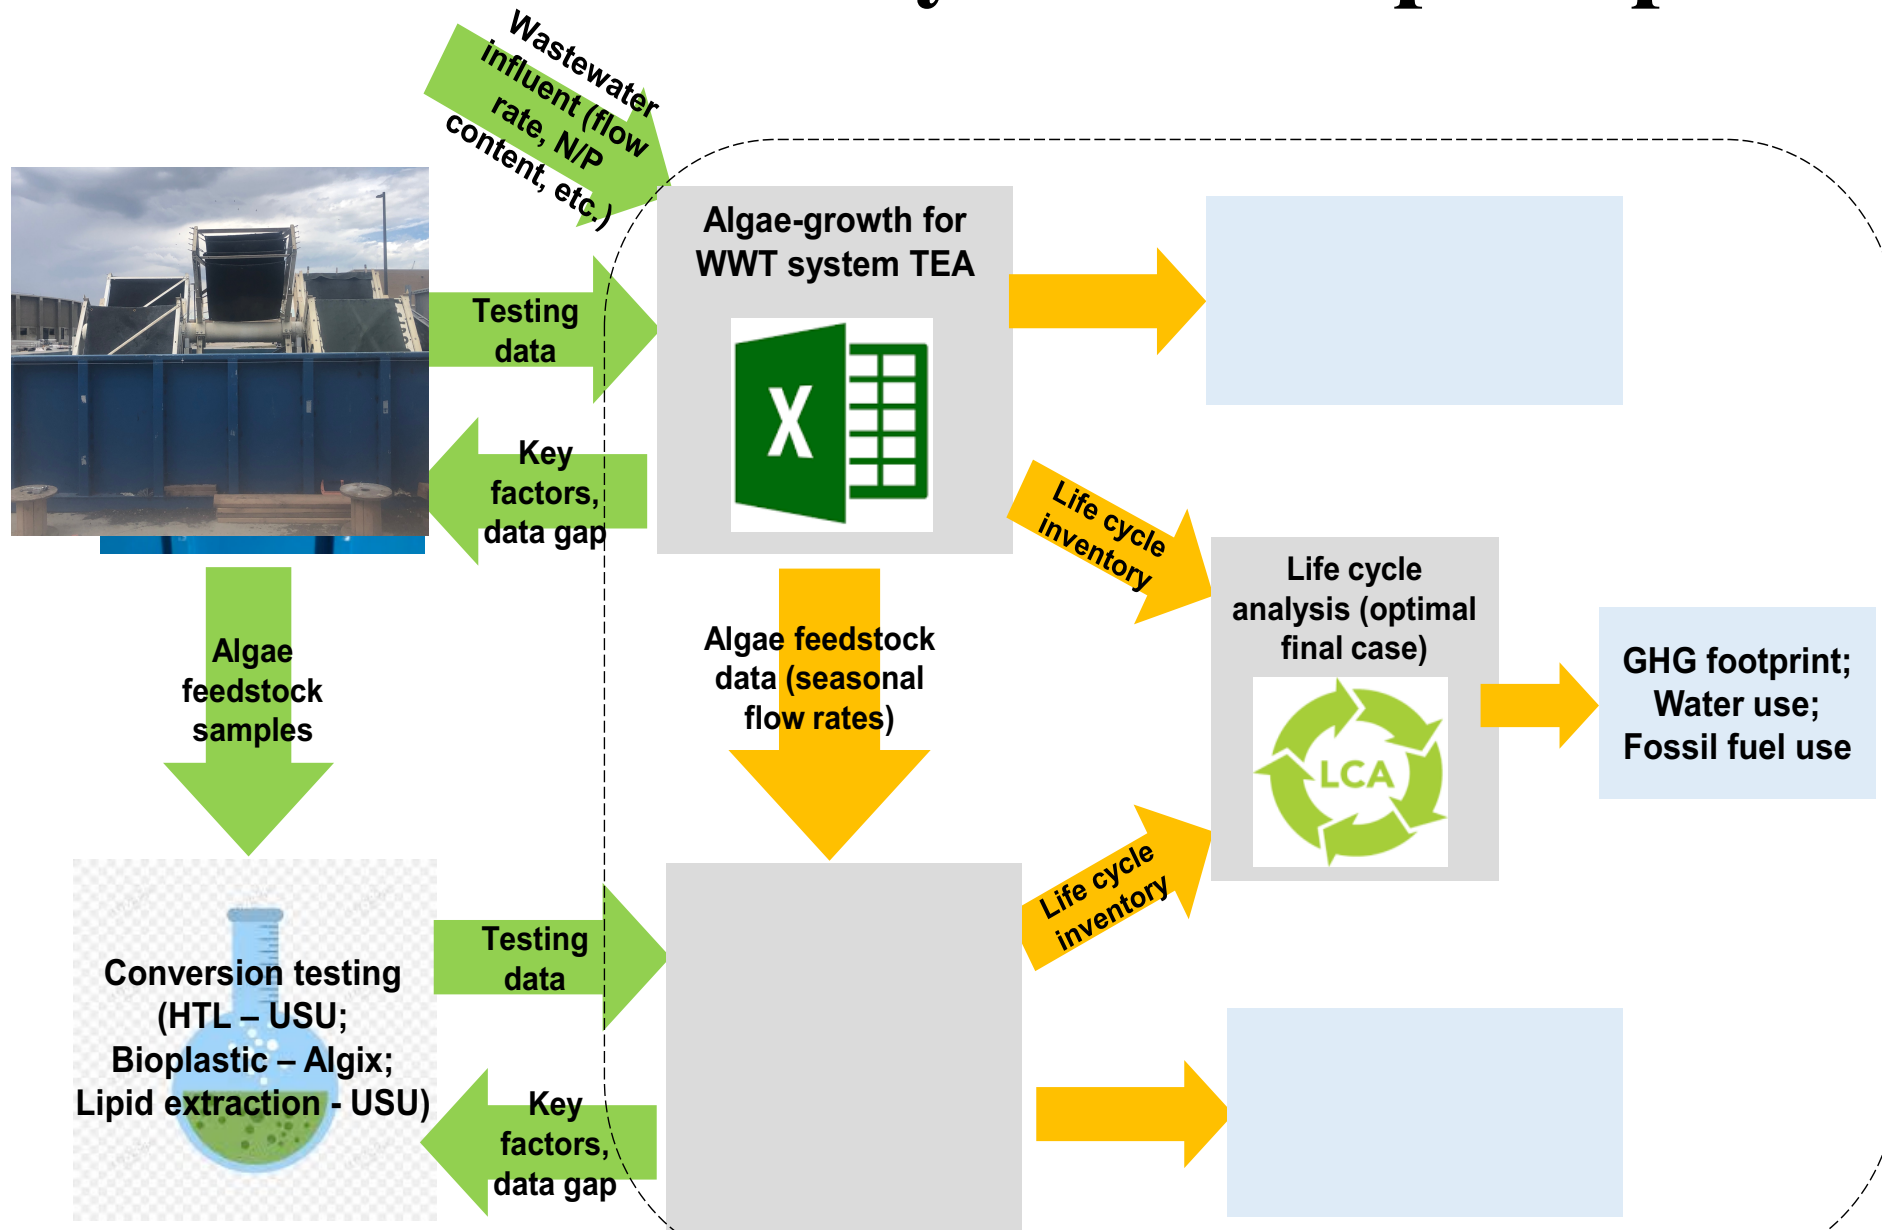 Wastewater
influent (flow
rate, N/P
content, etc.)
Algae-growth for
WWT system TEA
X
Testing
data
Key
factors,
data gap
Life cycle
inventory
Life cycle
analysis (optimal
final case)
LCA
GHG footprint;
Water use;
Fossil fuel use
Algae
feedstock
samples
Algae feedstock
data (seasonal
flow rates)
Life cycle
inventory
Conversion testing
(HTL – USU;
Bioplastic – Algix;
Lipid extraction - USU)
Testing
data
Key
factors,
data gap